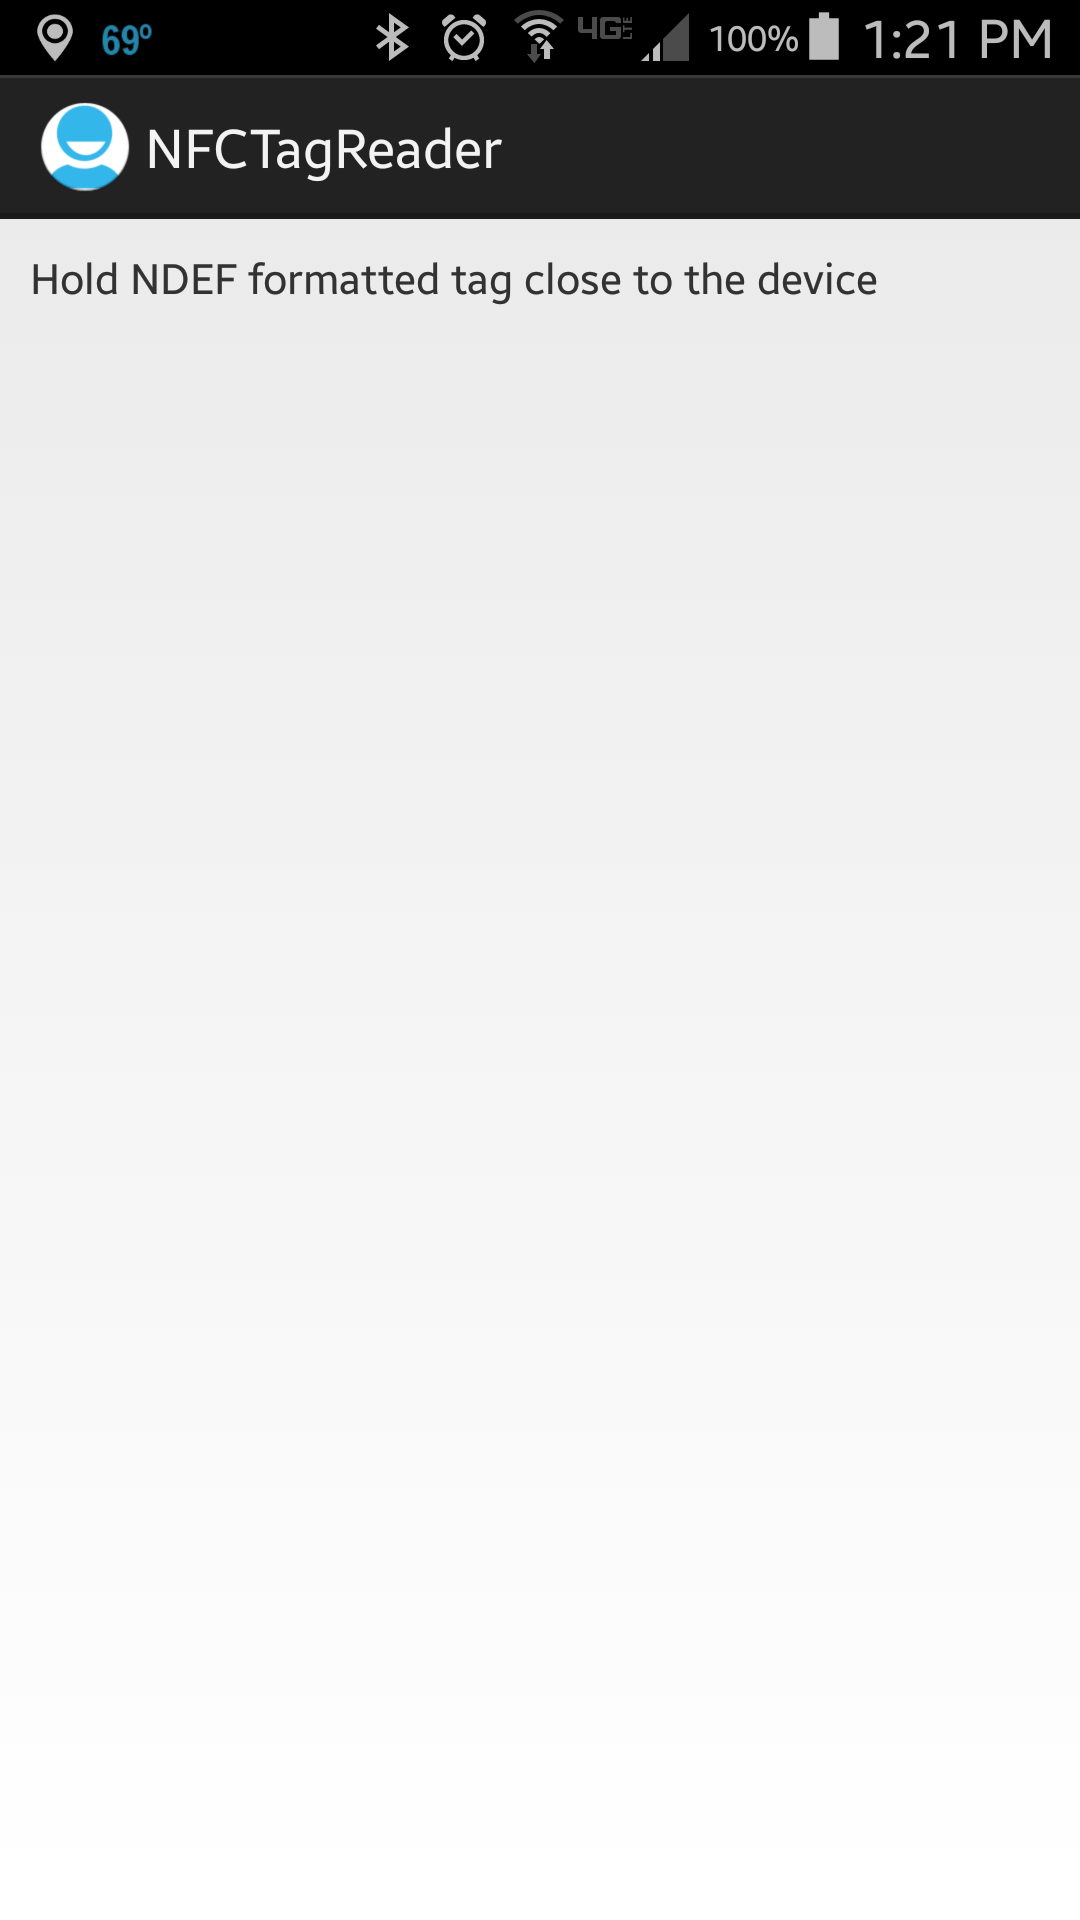 69° 4G LTE 100% 1:21 PM
NFCTagReader
Hold NDEF formatted tag close to the device